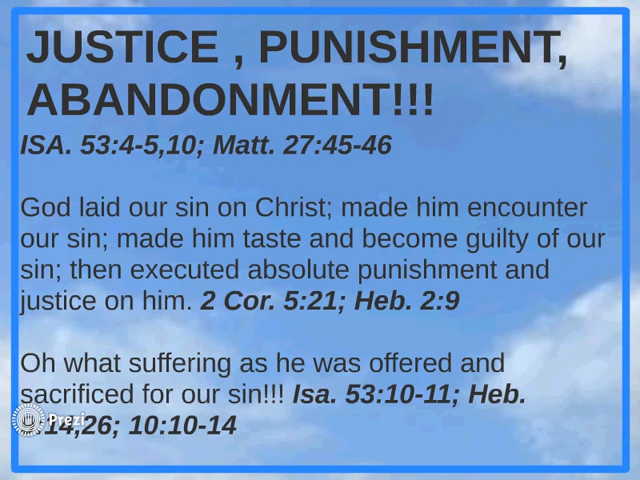 JUSTICE , PUNISHMENT,
ABANDONMENT!!!
ISA. 53:4-5,10; Matt. 27:45-46
God laid our sin on Christ; made him encounter
our sin; made him taste and become guilty of our
sin; then executed absolute punishment and
justice on him. 2 Cor. 5:21; Heb. 2:9
Oh what suffering as he was offered and
sacrificed for our sin!!! Isa. 53:10-11; Heb.
:14,26; 10:10-14
Prezi